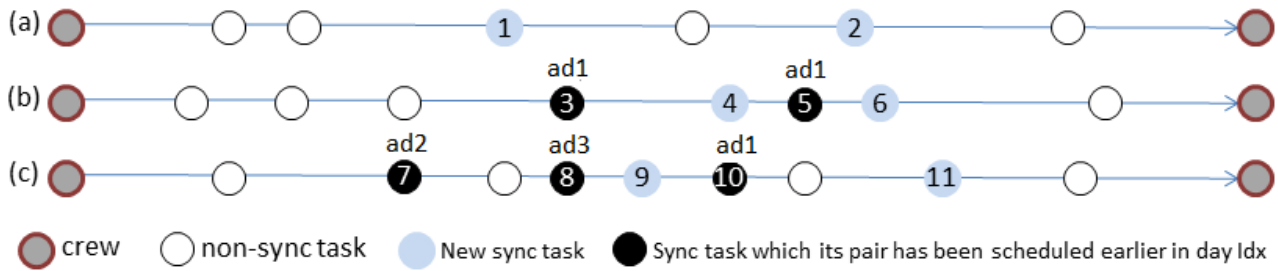 (a) 1 2
ad1 ad1
(b) 3 4 5 6
ad2 ad3 ad1
(c) 7 8 9 10 11
crew non-sync task New sync task Sync task which its pair has been scheduled earlier in day Idx